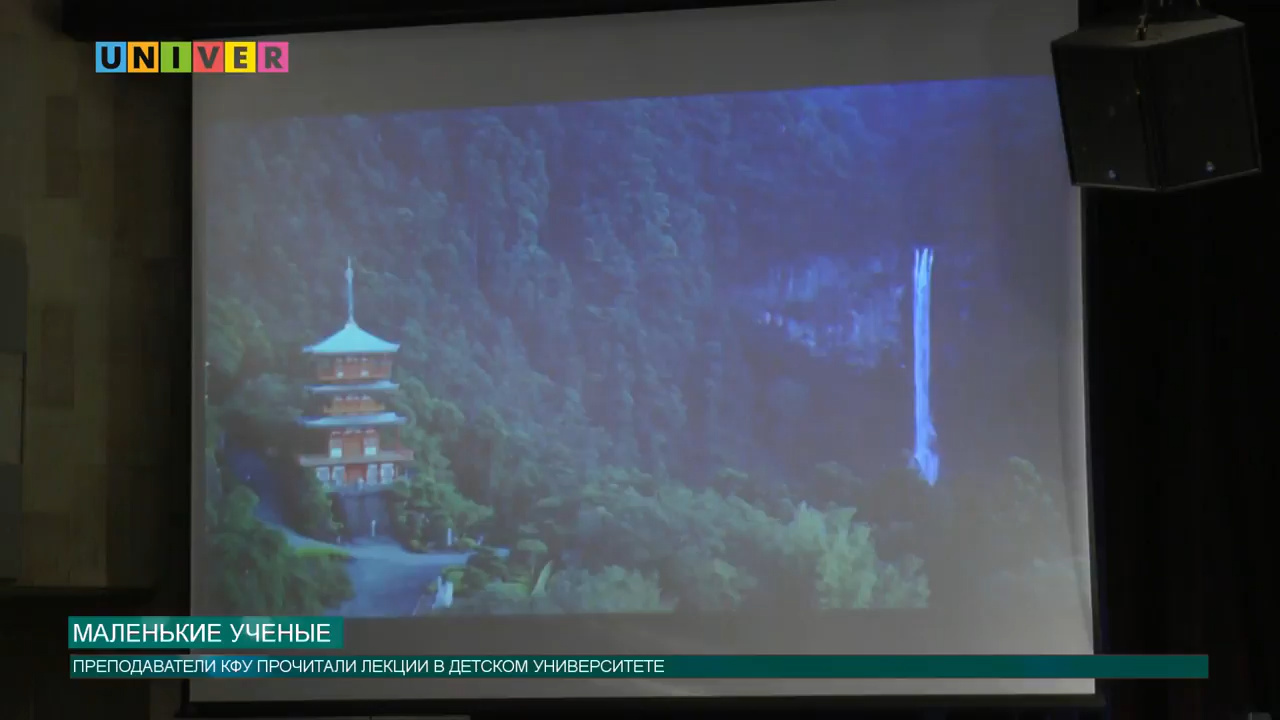 UNIVER
МАЛЕНЬКИЕ УЧЕНЫЕ
ПРЕПОДАВАТЕЛИ КФУ ПРОЧИТАЛИ ЛЕКЦИИ В ДЕТСКОМ УНИВЕРСИТЕТЕ